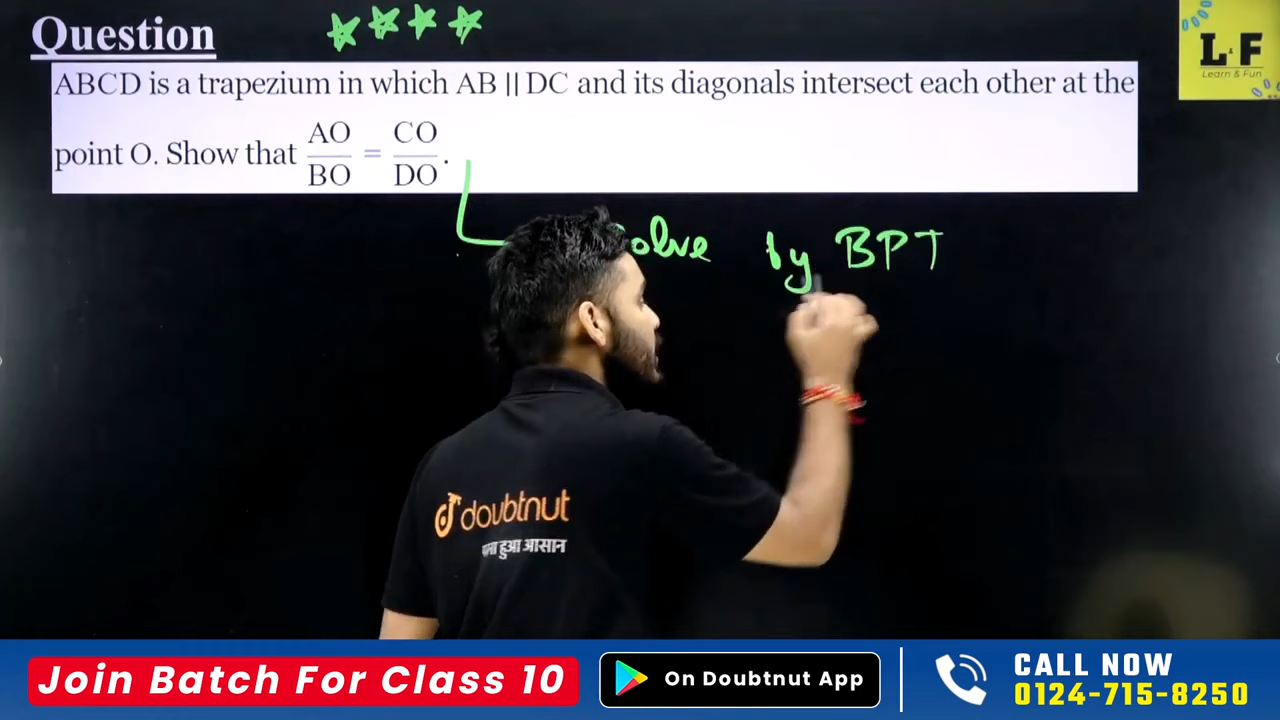 Question
L&F
Learn & Fun
ABCD is a trapezium in which AB || DC and its diagonals intersect each other at the
point O. Show that AO/BO = CO/DO.
Solve by BPT
doubtnut
हुआ आसान
Join Batch For Class 10
On Doubtnut App
CALL NOW
0124-715-8250